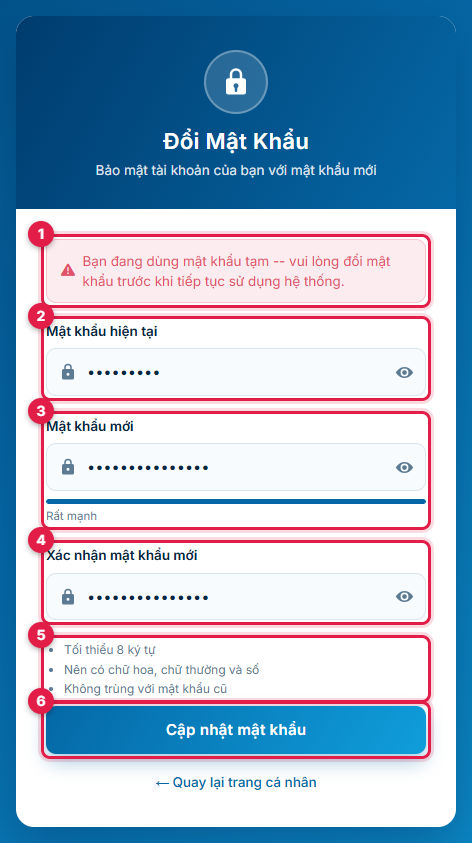 Đổi Mật Khẩu
Bảo mật tài khoản của bạn với mật khẩu mới
1
Bạn đang dùng mật khẩu tạm -- vui lòng đổi mật
khẩu trước khi tiếp tục sử dụng hệ thống.
2
Mật khẩu hiện tại
•••••••••
3
Mật khẩu mới
•••••••••••••••
Rất mạnh
4
Xác nhận mật khẩu mới
•••••••••••••••
5
• Tối thiểu 8 ký tự
• Nên có chữ hoa, chữ thường và số
• Không trùng với mật khẩu cũ
6
Cập nhật mật khẩu
← Quay lại trang cá nhân